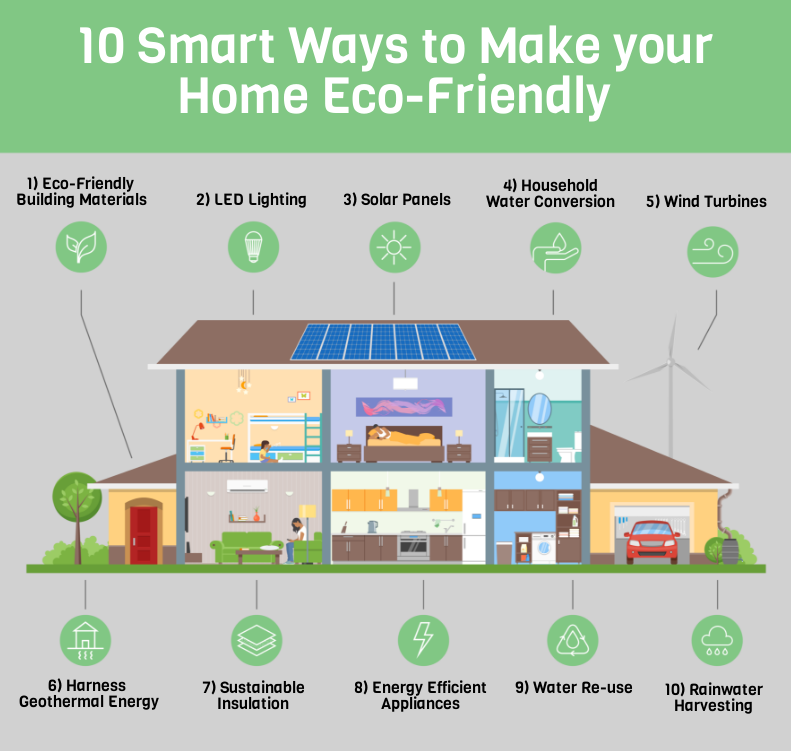 10 Smart Ways to Make your
Home Eco-Friendly
1) Eco-Friendly
Building Materials
2) LED Lighting
3) Solar Panels
4) Household
Water Conversion
5) Wind Turbines
6) Harness
Geothermal Energy
7) Sustainable
Insulation
8) Energy Efficient
Appliances
9) Water Re-use
10) Rainwater
Harvesting